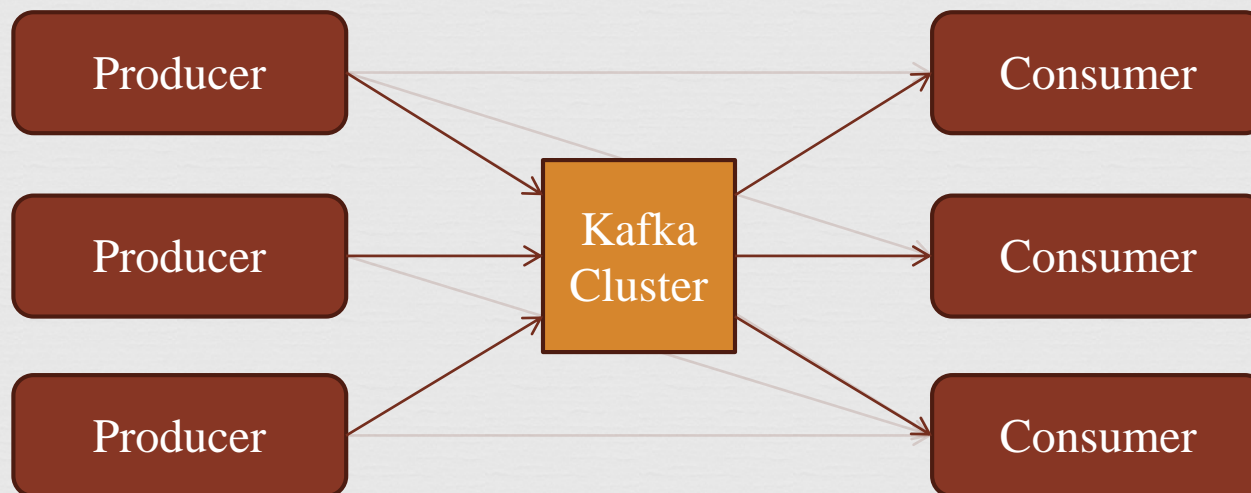 Producer
Consumer
Producer
Kafka
Cluster
Consumer
Producer
Consumer